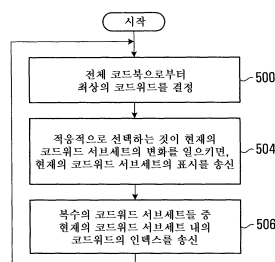 시작
전체 코드북으로부터
최상의 코드워드를 결정
500
적응적으로 선택하는 것이 현재의
코드워드 서브세트의 변화를 일으키면,
현재의 코드워드 서브세트의 표시를 송신
504
복수의 코드워드 서브세트들 중
현재의 코드워드 서브세트 내의
코드워드의 인덱스를 송신
506